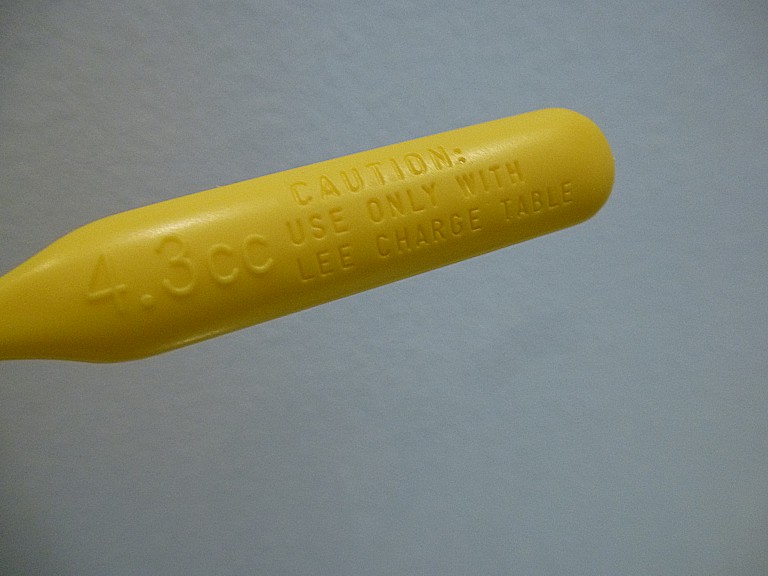 4.3cc
CAUTION:
USE ONLY WITH
LEE CHARGE TABLE